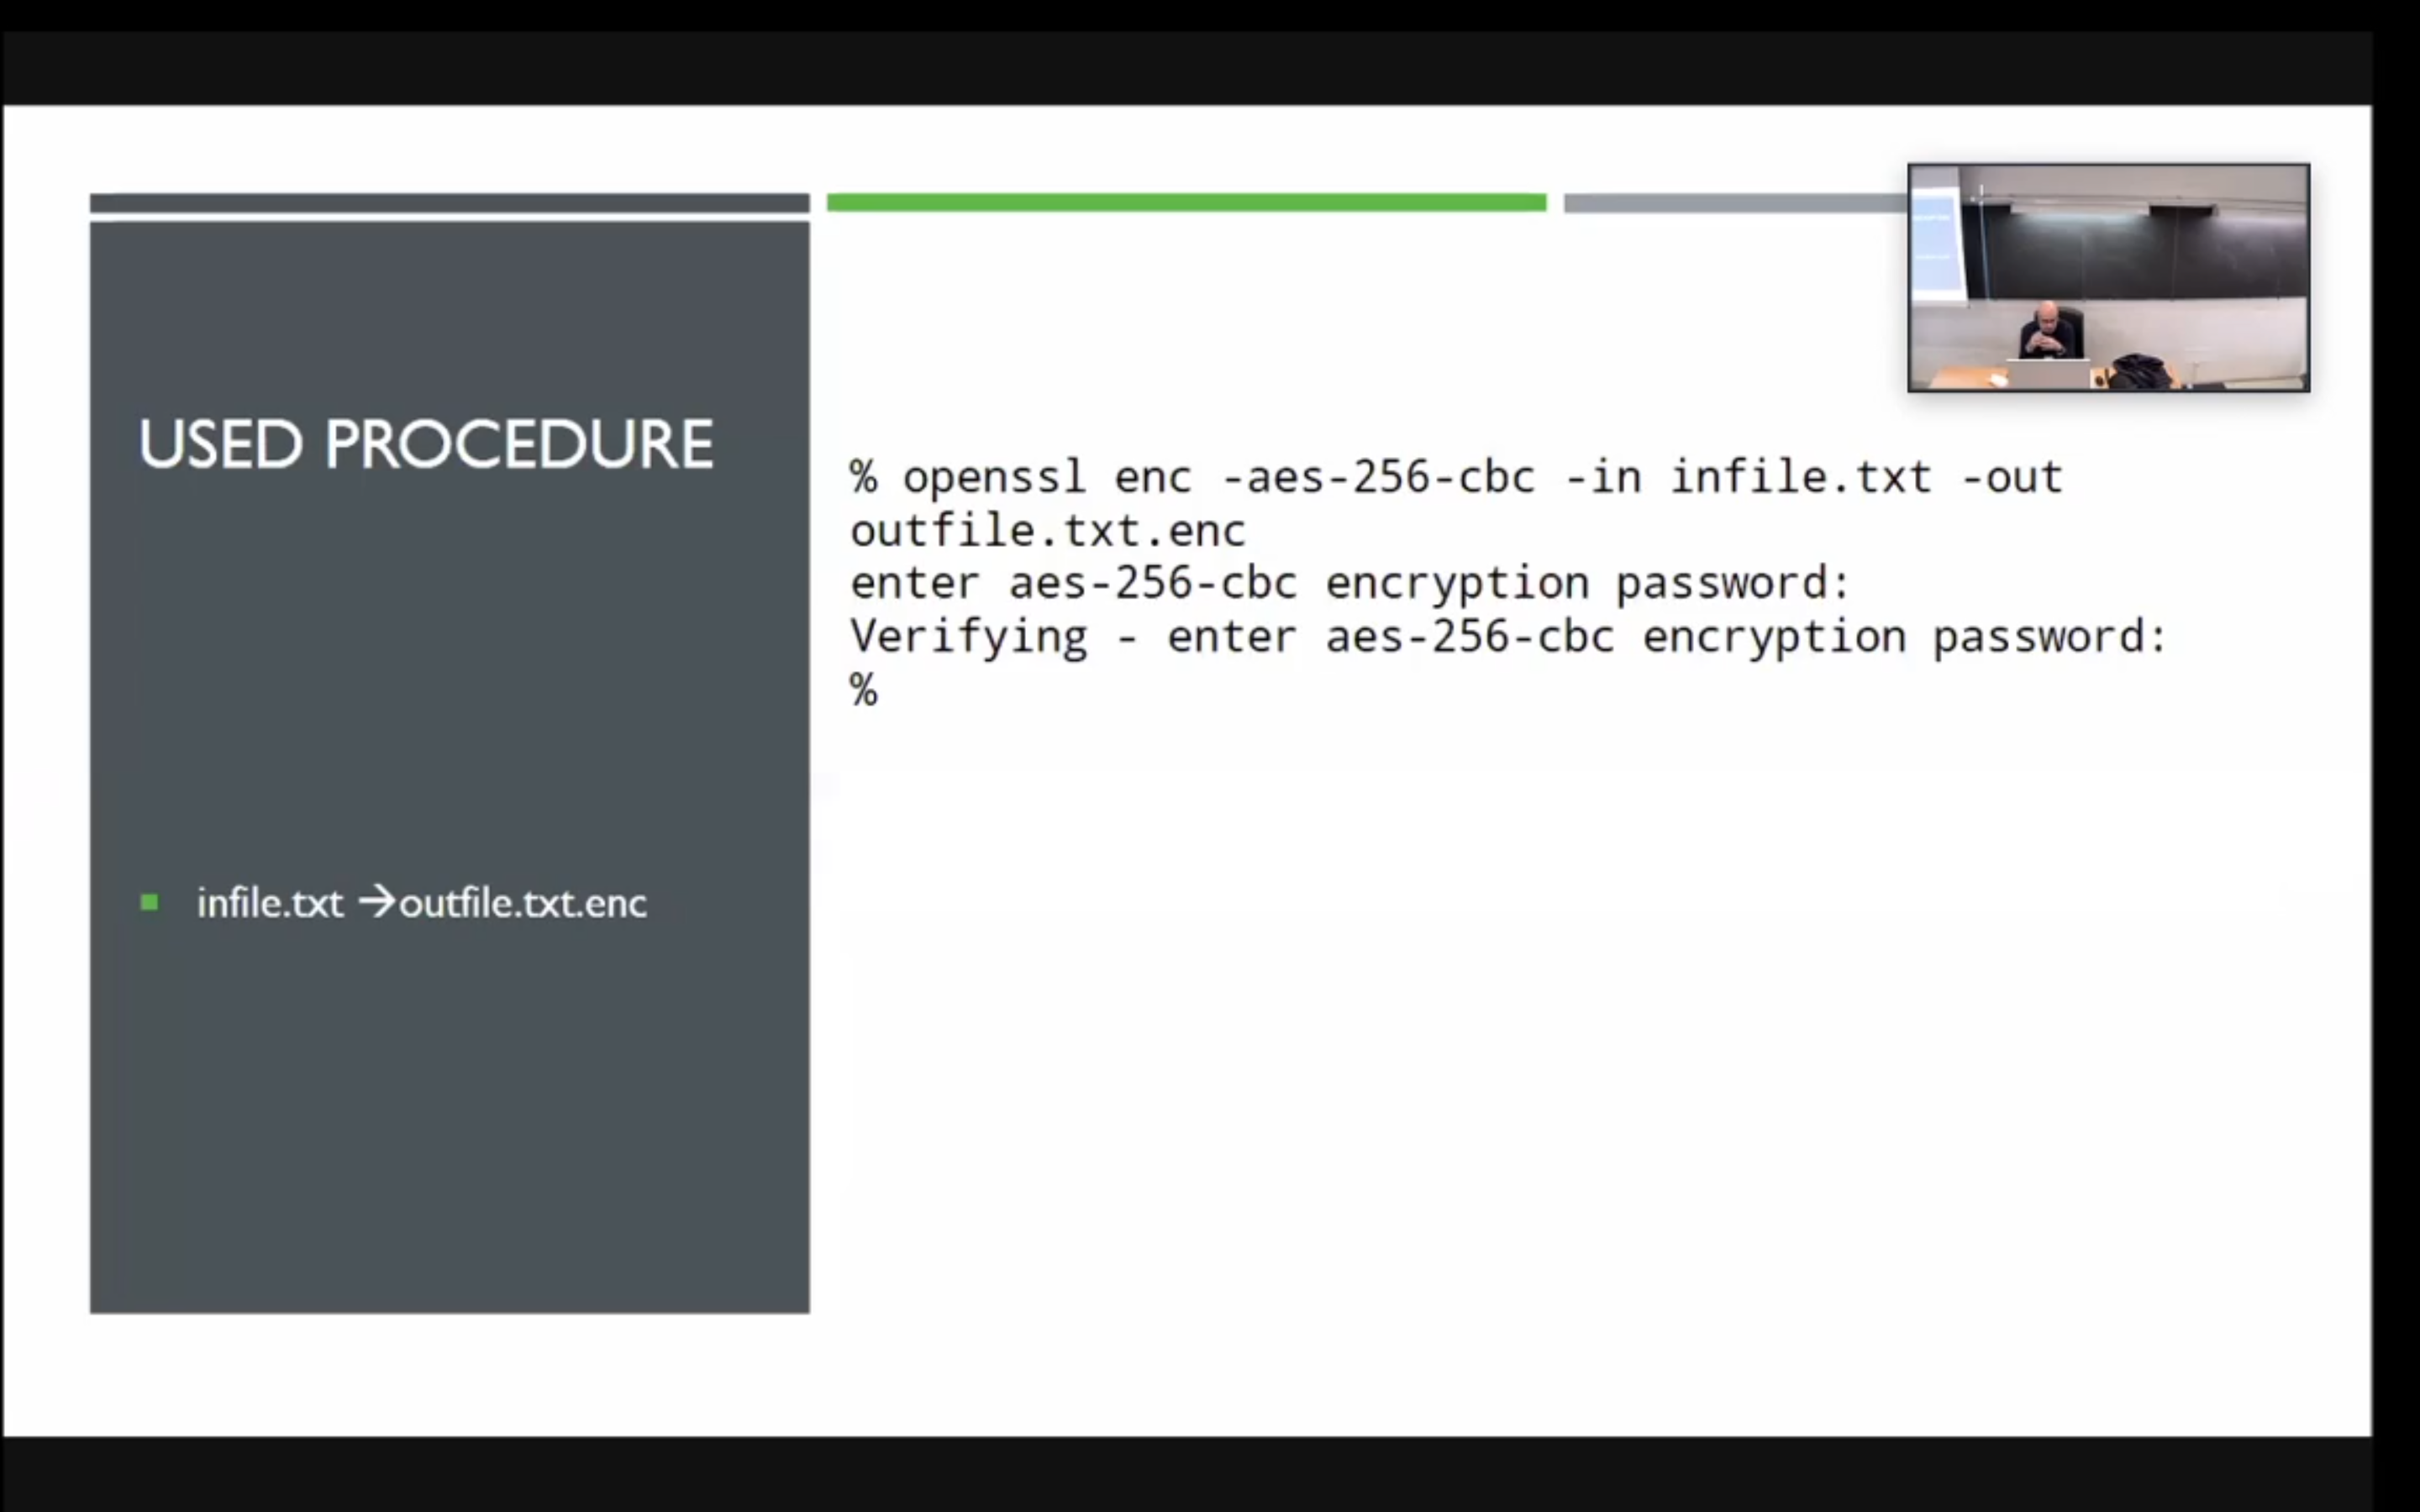 USED PROCEDURE
infile.txt →outfile.txt.enc
% openssl enc -aes-256-cbc -in infile.txt -out
outfile.txt.enc
enter aes-256-cbc encryption password:
Verifying - enter aes-256-cbc encryption password:
%